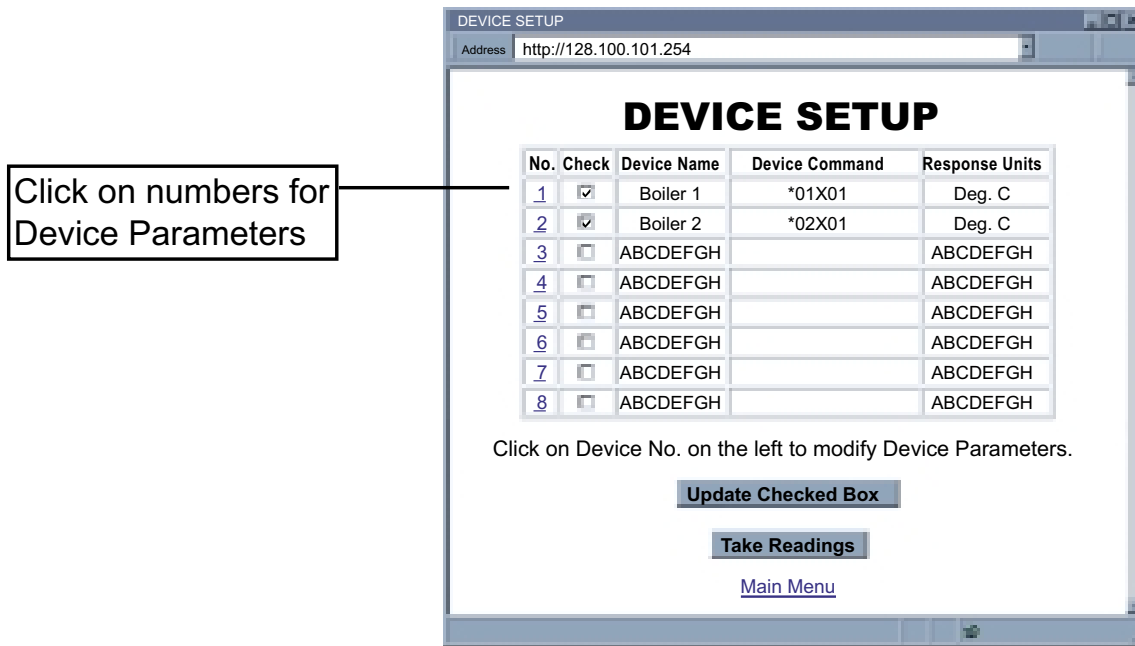 DEVICE SETUP
Address http://128.100.101.254
DEVICE SETUP
No. Check Device Name Device Command Response Units
1 Boiler 1 *01X01 Deg. C
2 Boiler 2 *02X01 Deg. C
3 ABCDEFGH ABCDEFGH
4 ABCDEFGH ABCDEFGH
5 ABCDEFGH ABCDEFGH
6 ABCDEFGH ABCDEFGH
7 ABCDEFGH ABCDEFGH
8 ABCDEFGH ABCDEFGH
Click on numbers for
Device Parameters
Click on Device No. on the left to modify Device Parameters.
Update Checked Box
Take Readings
Main Menu